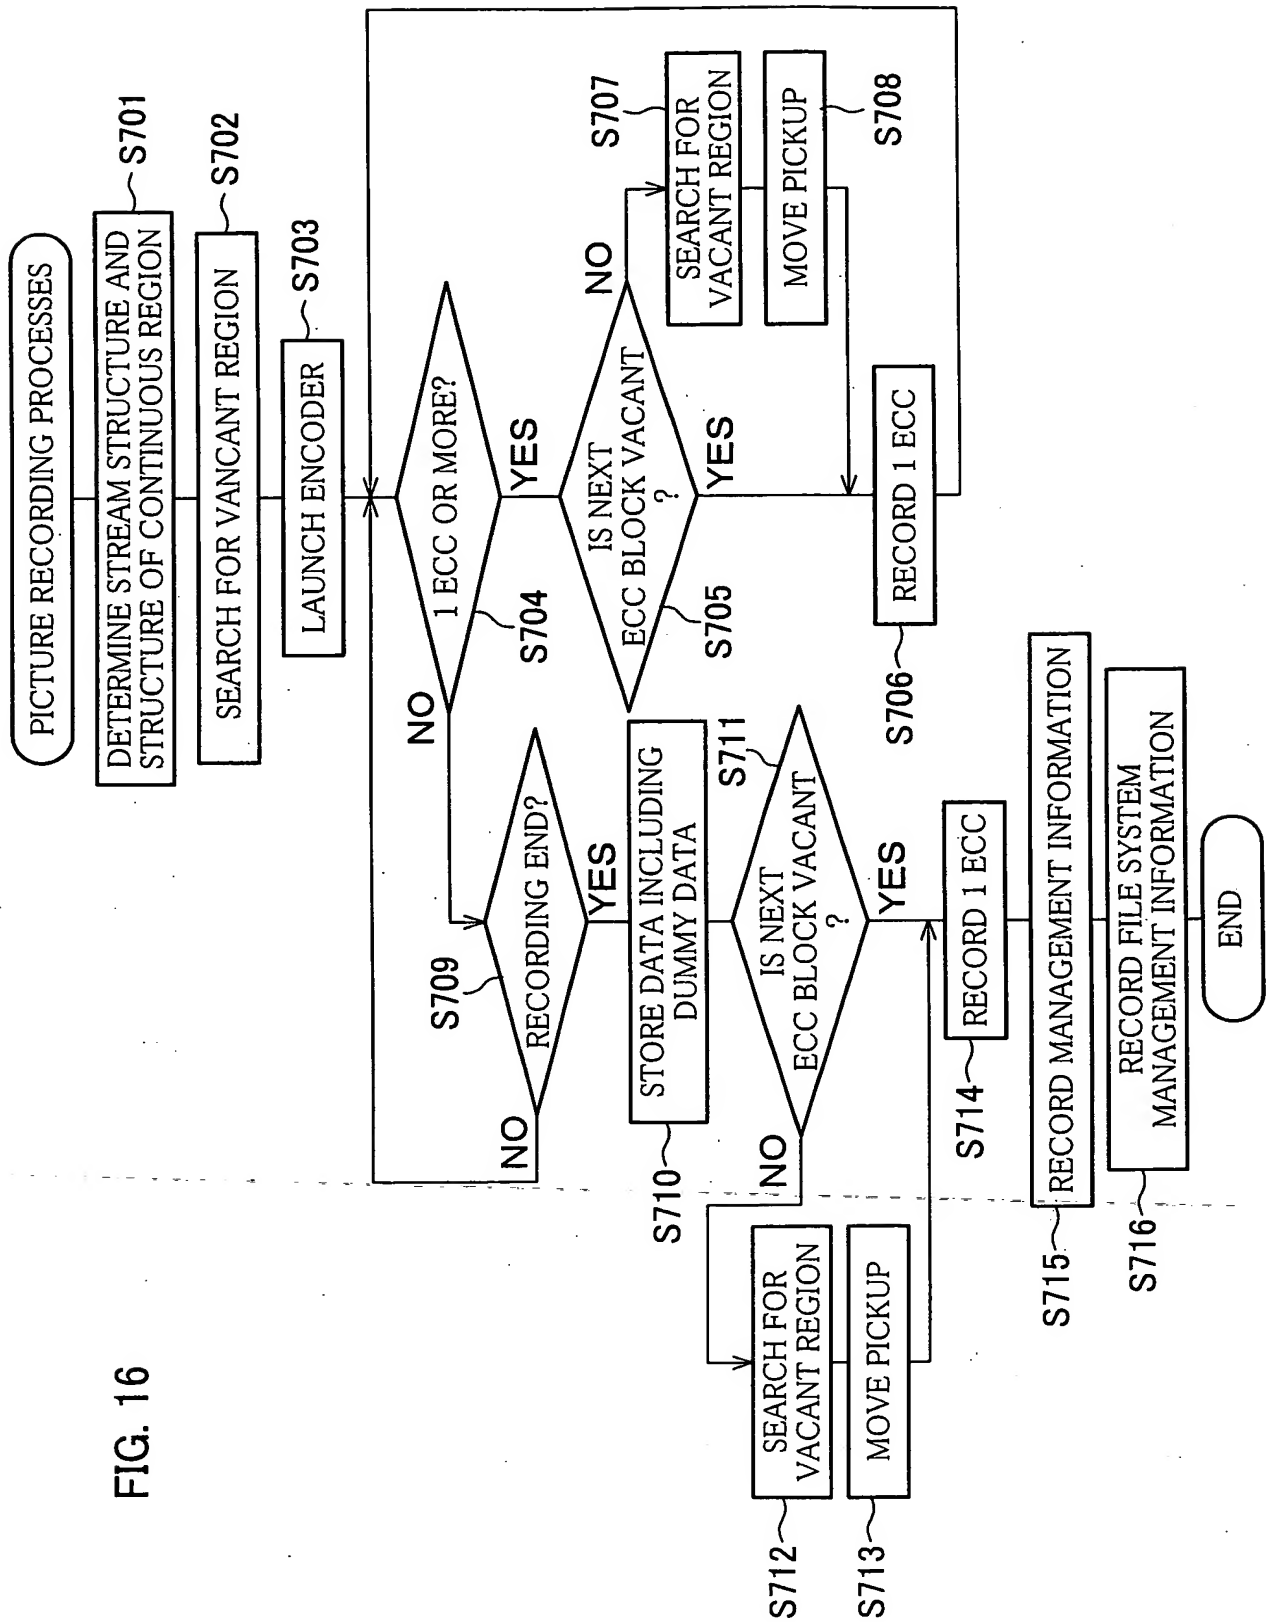 FIG. 16
PICTURE RECORDING PROCESSES
DETERMINE STREAM STRUCTURE AND
STRUCTURE OF CONTINUOUS REGION
S701
SEARCH FOR VANCANT REGION
S702
LAUNCH ENCODER
S703
1 ECC OR MORE?
S704
NO
YES
IS NEXT
ECC BLOCK VACANT
?
S705
NO
YES
SEARCH FOR
VACANT REGION
S707
MOVE PICKUP
S708
RECORD 1 ECC
S706
RECORDING END?
S709
NO
YES
STORE DATA INCLUDING
DUMMY DATA
S710
IS NEXT
ECC BLOCK VACANT
?
S711
NO
YES
SEARCH FOR
VACANT REGION
S712
MOVE PICKUP
S713
RECORD 1 ECC
S714
RECORD MANAGEMENT INFORMATION
S715
RECORD FILE SYSTEM
MANAGEMENT INFORMATION
S716
END